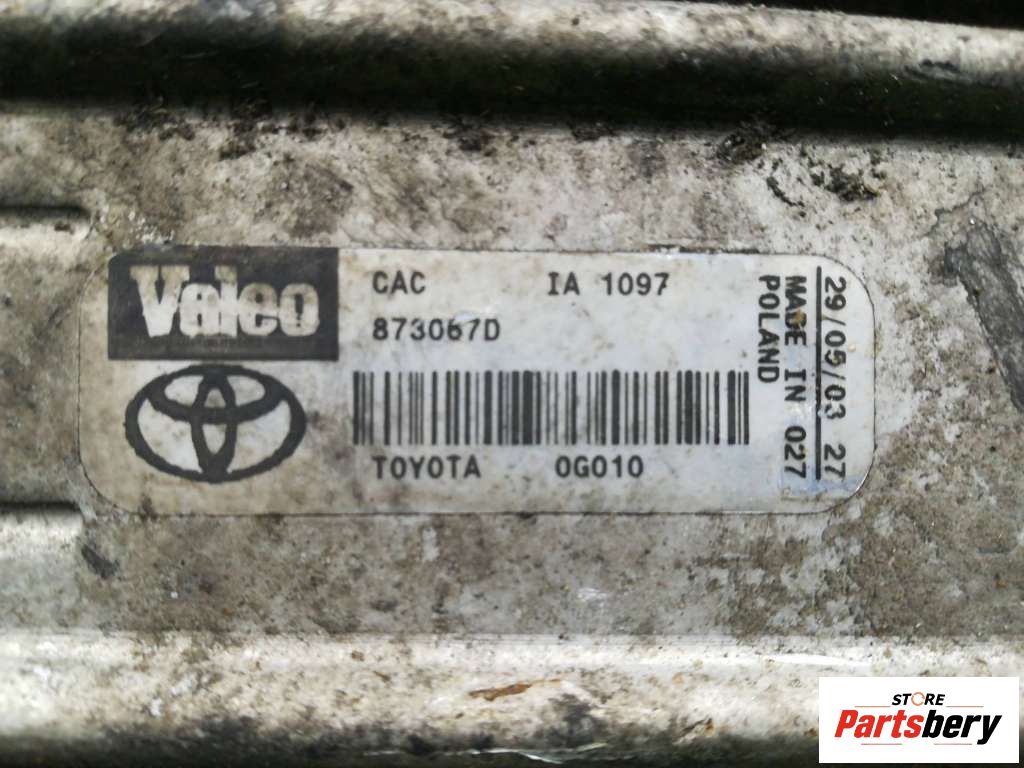 Valeo
CAC IA 1097
873067D
TOYOTA 0G010
29/05/03 27
MADE IN 027
POLAND
STORE
Partsbery